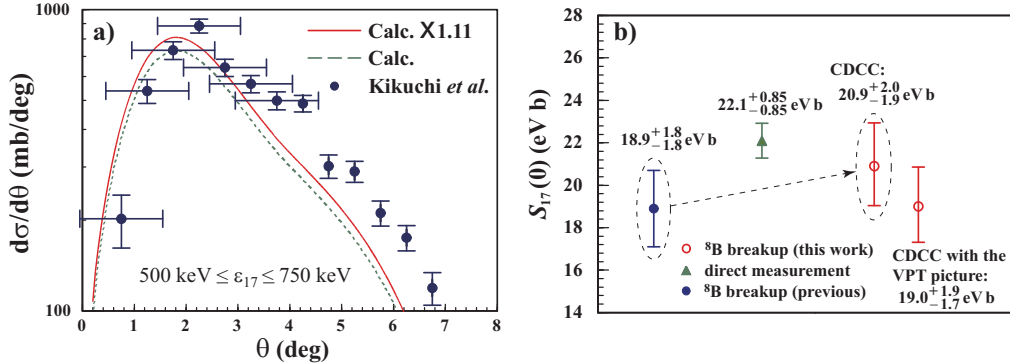 a)
1000
100
dσ/dθ (mb/deg)
Calc. X1.11
Calc.
Kikuchi et al.
500 keV ≤ ε₁₇ ≤ 750 keV
0 1 2 3 4 5 6 7 8
θ (deg)
b)
28
26
24
22
20
18
16
14
S₁₇(0) (eV b)
18.9 +1.8 −1.8 eV b
22.1 +0.85 −0.85 eV b
CDCC:
20.9 +2.0 −1.9 eV b
⁸B breakup (this work)
direct measurement
⁸B breakup (previous)
CDCC with the
VPT picture:
19.0 +1.9 −1.7 eV b